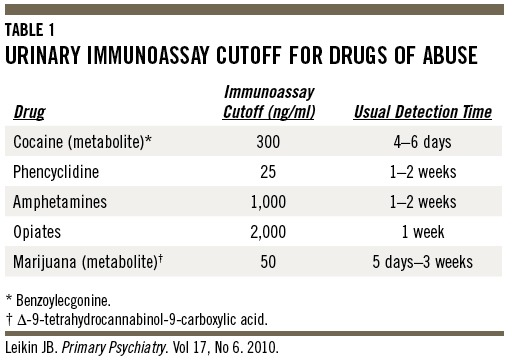 TABLE 1
URINARY IMMUNOASSAY CUTOFF FOR DRUGS OF ABUSE
Immunoassay
Drug Cutoff (ng/ml) Usual Detection Time
Cocaine (metabolite)* 300 4–6 days
Phencyclidine 25 1–2 weeks
Amphetamines 1,000 1–2 weeks
Opiates 2,000 1 week
Marijuana (metabolite)† 50 5 days–3 weeks
* Benzoylecgonine.
† Δ-9-tetrahydrocannabinol-9-carboxylic acid.
Leikin JB. Primary Psychiatry. Vol 17, No 6. 2010.